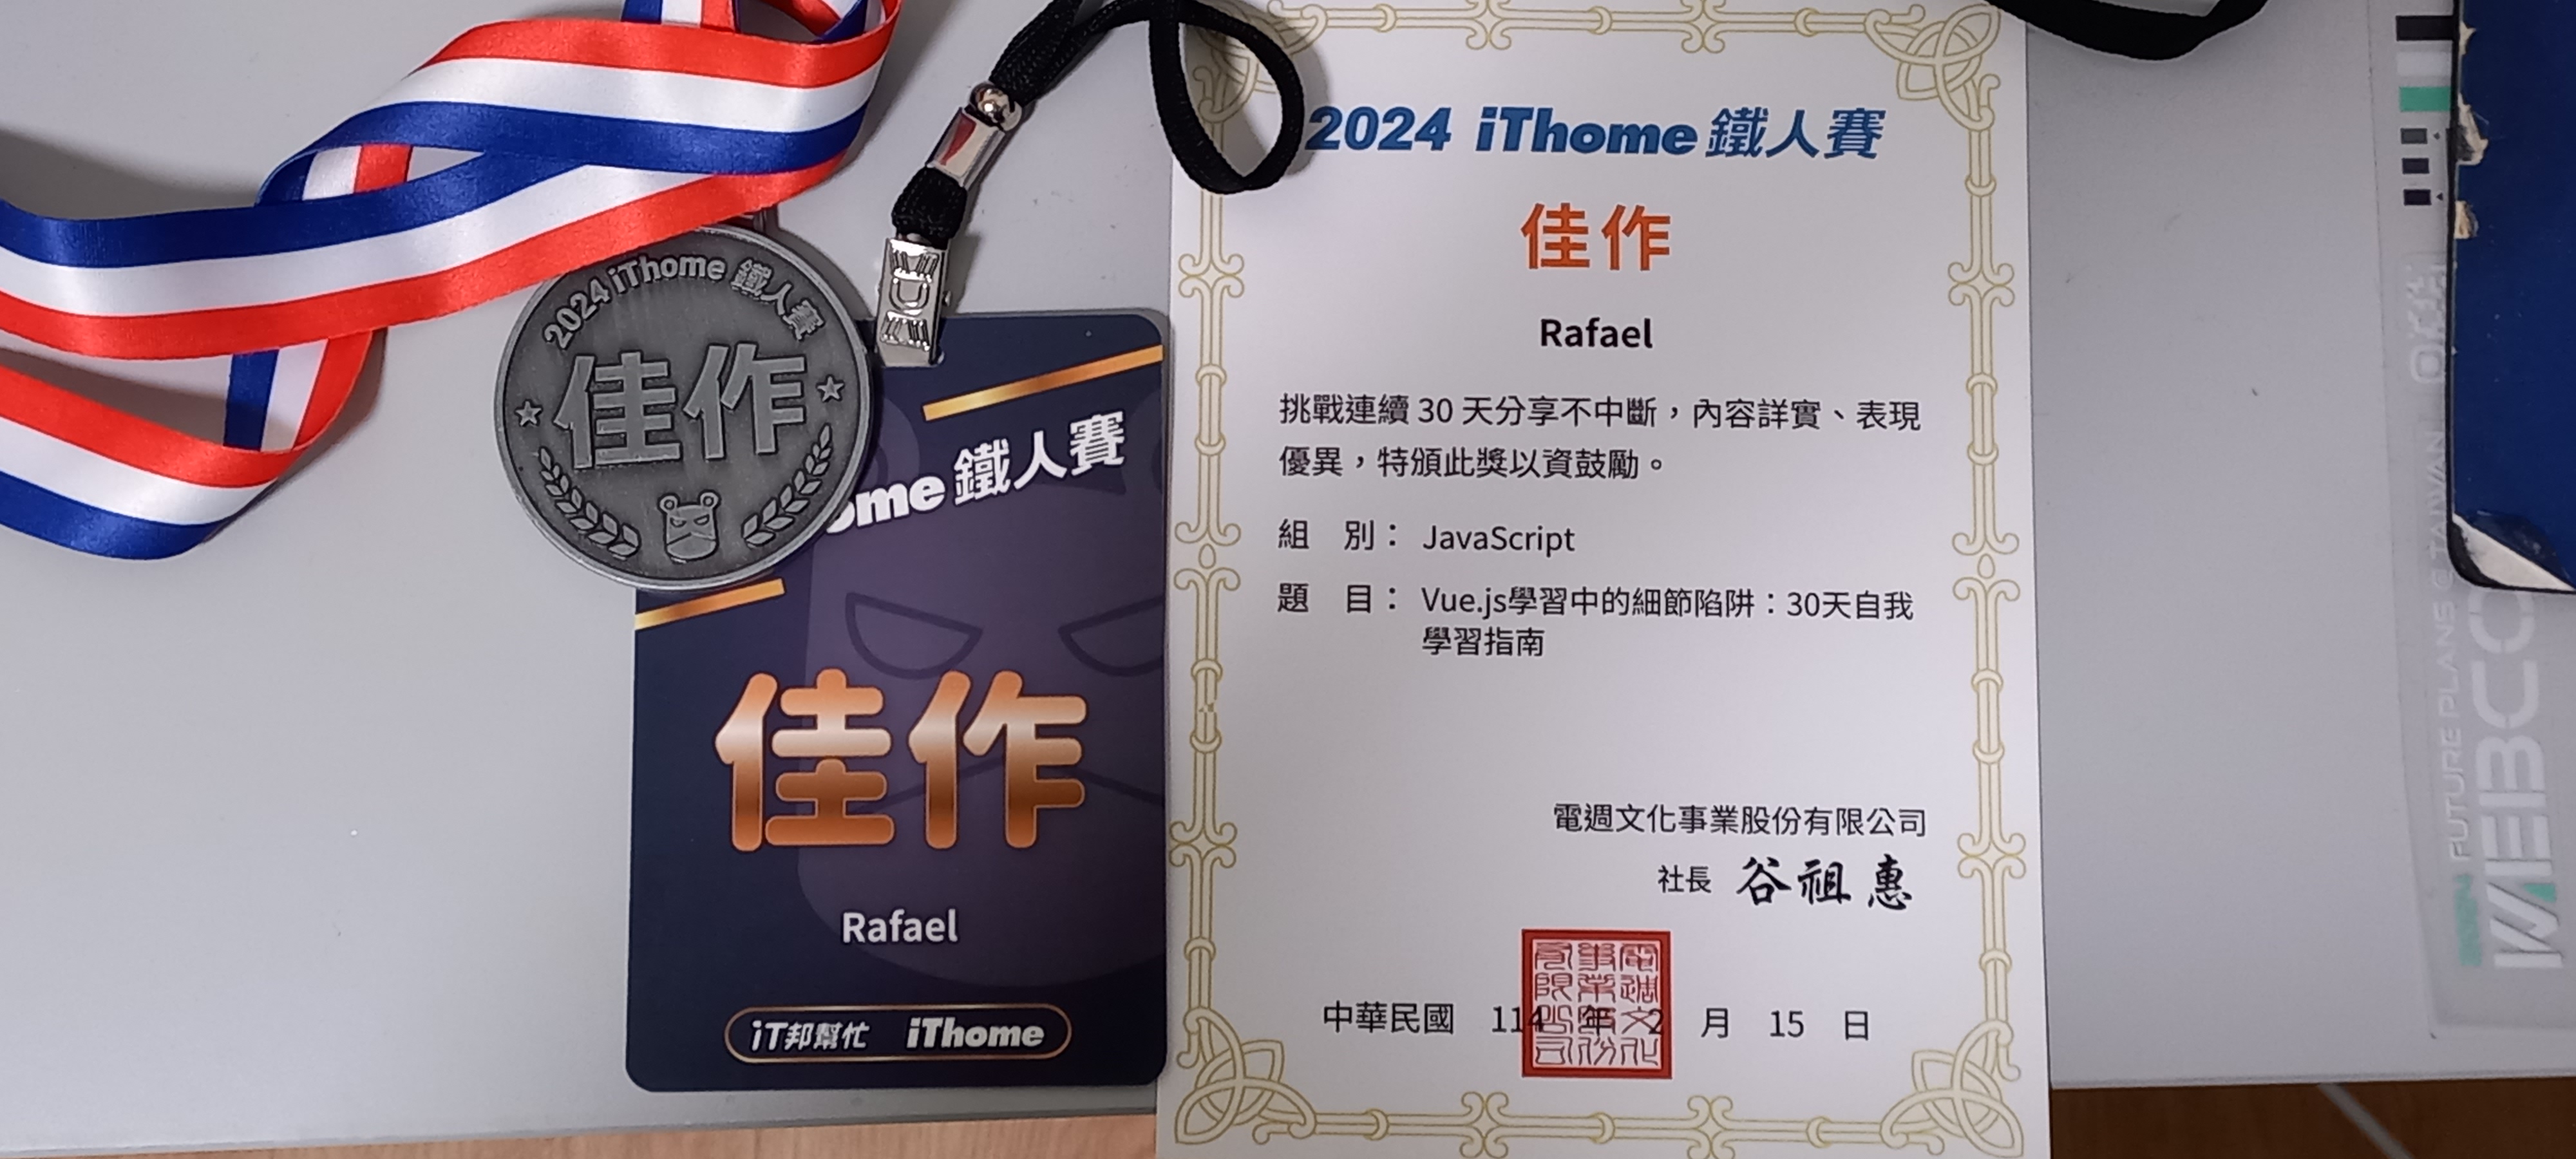 2024 iThome 鐵人賽
佳作
ome 鐵人賽
佳作
Rafael
iT邦幫忙 iThome
2024 iThome 鐵人賽
佳作
Rafael
挑戰連續 30 天分享不中斷，內容詳實、表現
優異，特頒此獎以資鼓勵。
組 別： JavaScript
題 目： Vue.js學習中的細節陷阱：30天自我
學習指南
電週文化事業股份有限公司
社長 谷祖惠
中華民國 114 年 2 月 15 日
電週文化
事業股份
有限公司
FUTURE PLANS @ TAIWAN
WEBCO